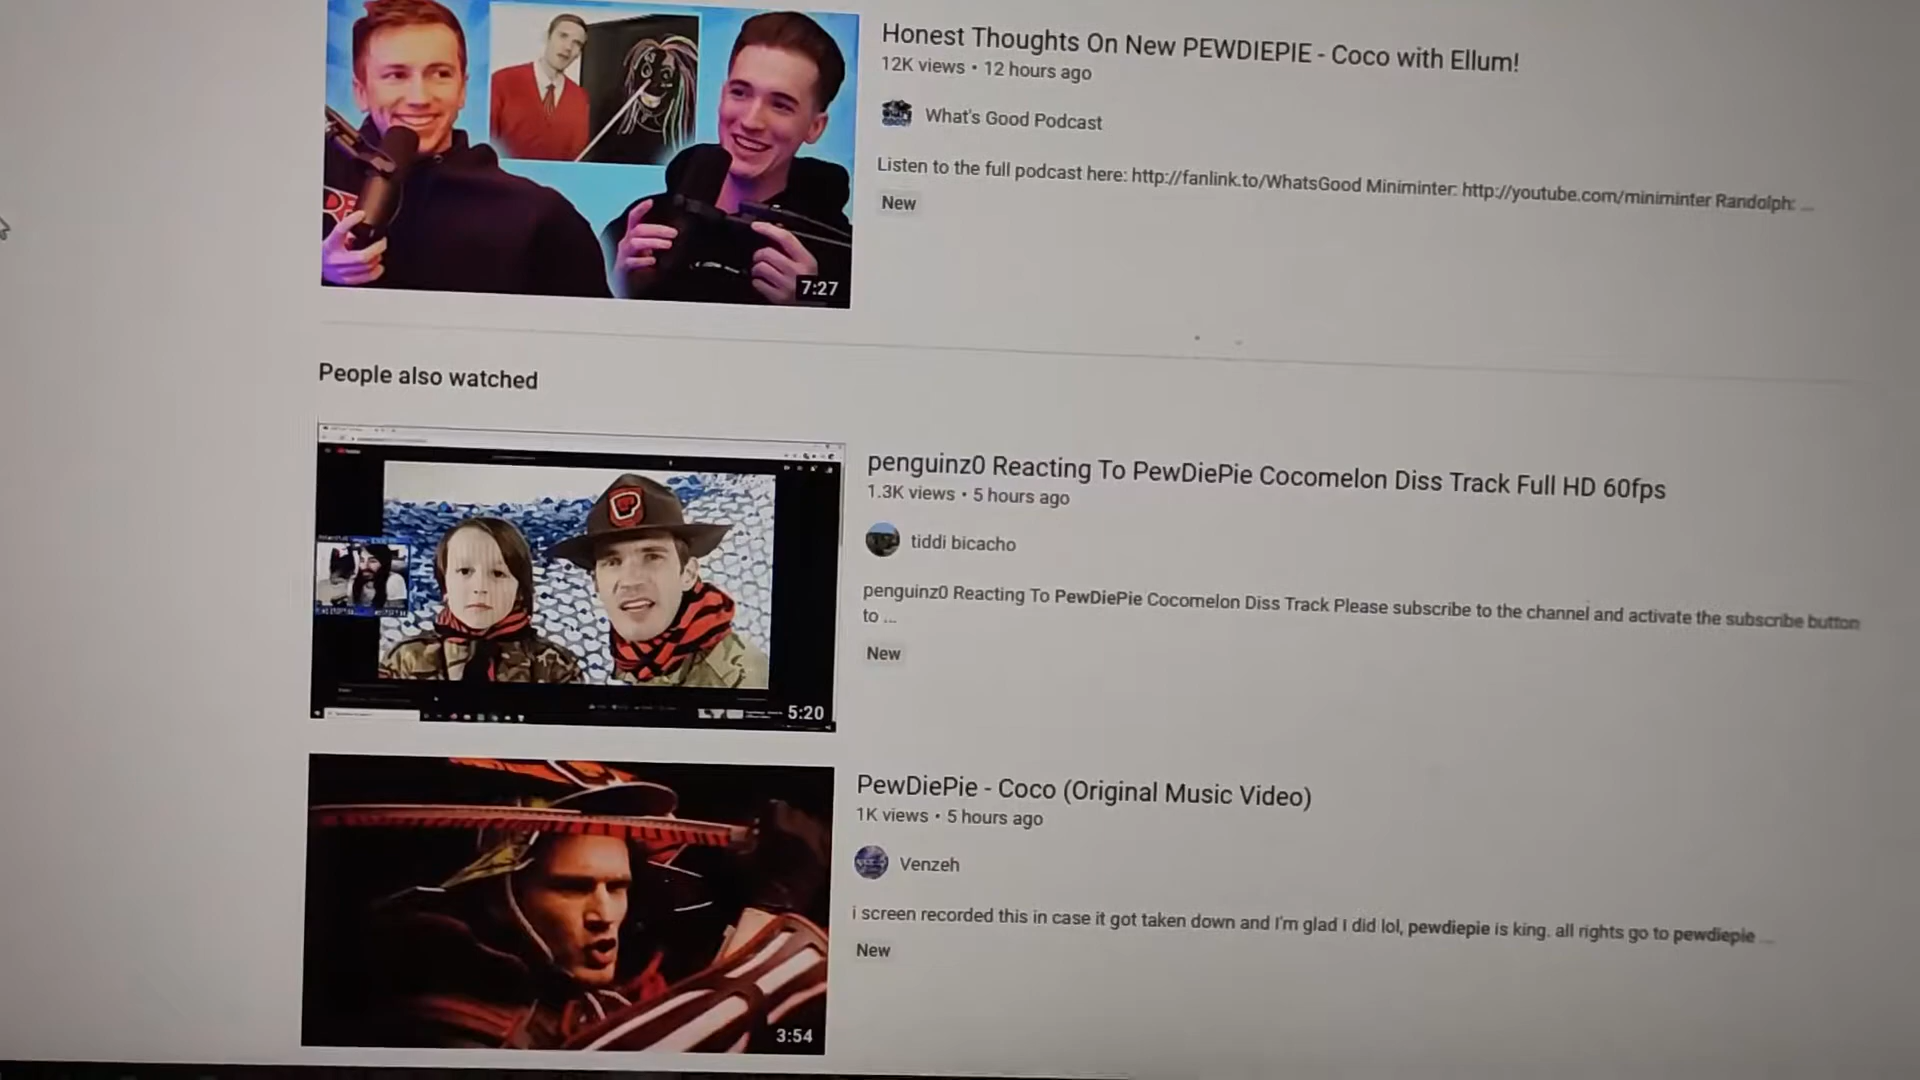 Honest Thoughts On New PEWDIEPIE - Coco with Ellum!
12K views • 12 hours ago
What's Good Podcast
Listen to the full podcast here: http://fanlink.to/WhatsGood Miniminter: http://youtube.com/miniminter Randolph: ...
New
7:27
People also watched
penguinz0 Reacting To PewDiePie Cocomelon Diss Track Full HD 60fps
1.3K views • 5 hours ago
tiddi bicacho
penguinz0 Reacting To PewDiePie Cocomelon Diss Track Please subscribe to the channel and activate the subscribe button
to ...
New
5:20
PewDiePie - Coco (Original Music Video)
1K views • 5 hours ago
Venzeh
i screen recorded this in case it got taken down and I'm glad I did lol, pewdiepie is king. all rights go to pewdiepie ...
New
3:54